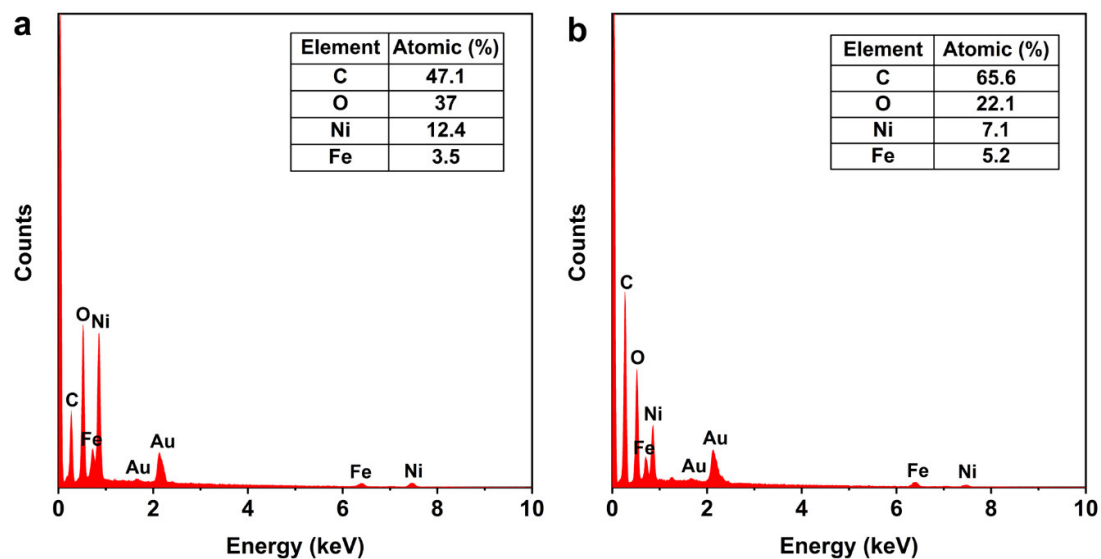 a
Element Atomic (%)
C 47.1
O 37
Ni 12.4
Fe 3.5
Counts
O Ni
C
Fe
Au
Au
Fe Ni
0 2 4 6 8 10
Energy (keV)
b
Element Atomic (%)
C 65.6
O 22.1
Ni 7.1
Fe 5.2
Counts
C
O
Ni
Fe
Au
Au
Fe Ni
0 2 4 6 8 10
Energy (keV)